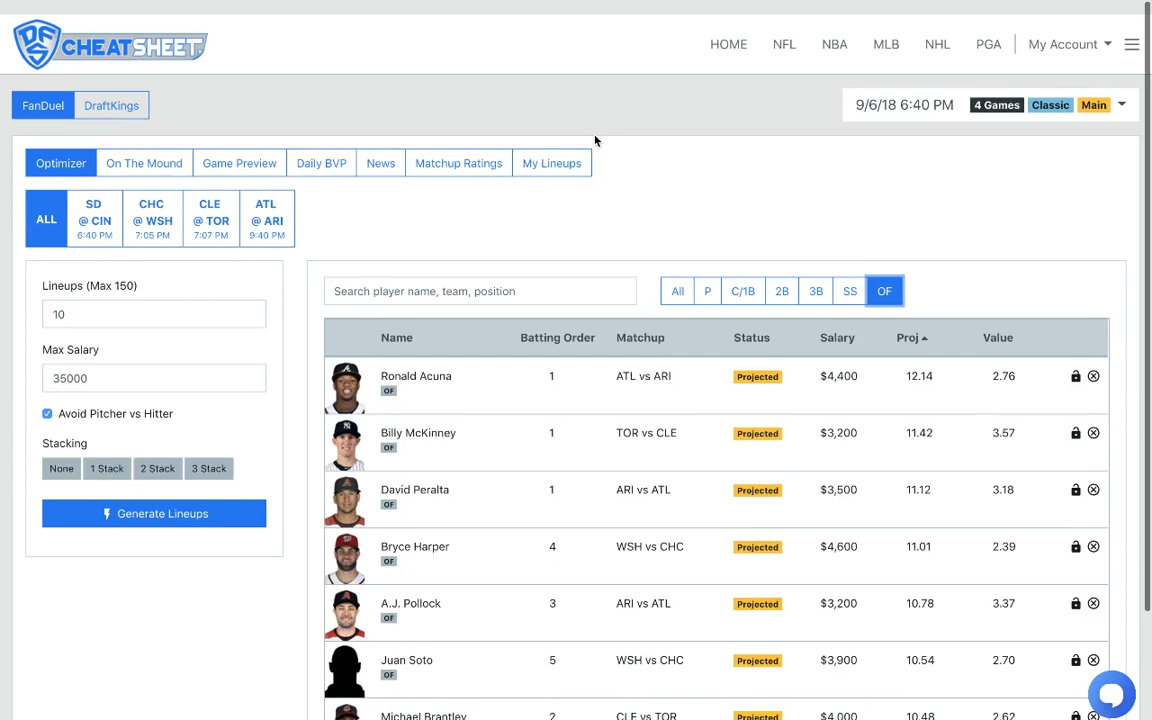 DFS CHEATSHEET
HOME NFL NBA MLB NHL PGA My Account
FanDuel DraftKings
9/6/18 6:40 PM 4 Games Classic Main
Optimizer On The Mound Game Preview Daily BVP News Matchup Ratings My Lineups
ALL
SD @ CIN 6:40 PM
CHC @ WSH 7:05 PM
CLE @ TOR 7:07 PM
ATL @ ARI 9:40 PM
Lineups (Max 150)
10
Max Salary
35000
Avoid Pitcher vs Hitter
Stacking
None 1 Stack 2 Stack 3 Stack
Generate Lineups
Search player name, team, position All P C/1B 2B 3B SS OF
Name Batting Order Matchup Status Salary Proj Value
Ronald Acuna 1 ATL vs ARI Projected $4,400 12.14 2.76
OF
Billy McKinney 1 TOR vs CLE Projected $3,200 11.42 3.57
OF
David Peralta 1 ARI vs ATL Projected $3,500 11.12 3.18
OF
Bryce Harper 4 WSH vs CHC Projected $4,600 11.01 2.39
OF
A.J. Pollock 3 ARI vs ATL Projected $3,200 10.78 3.37
OF
Juan Soto 5 WSH vs CHC Projected $3,900 10.54 2.70
OF
Michael Brantley 2 CLE vs TOR Projected $4,000 10.48 2.62